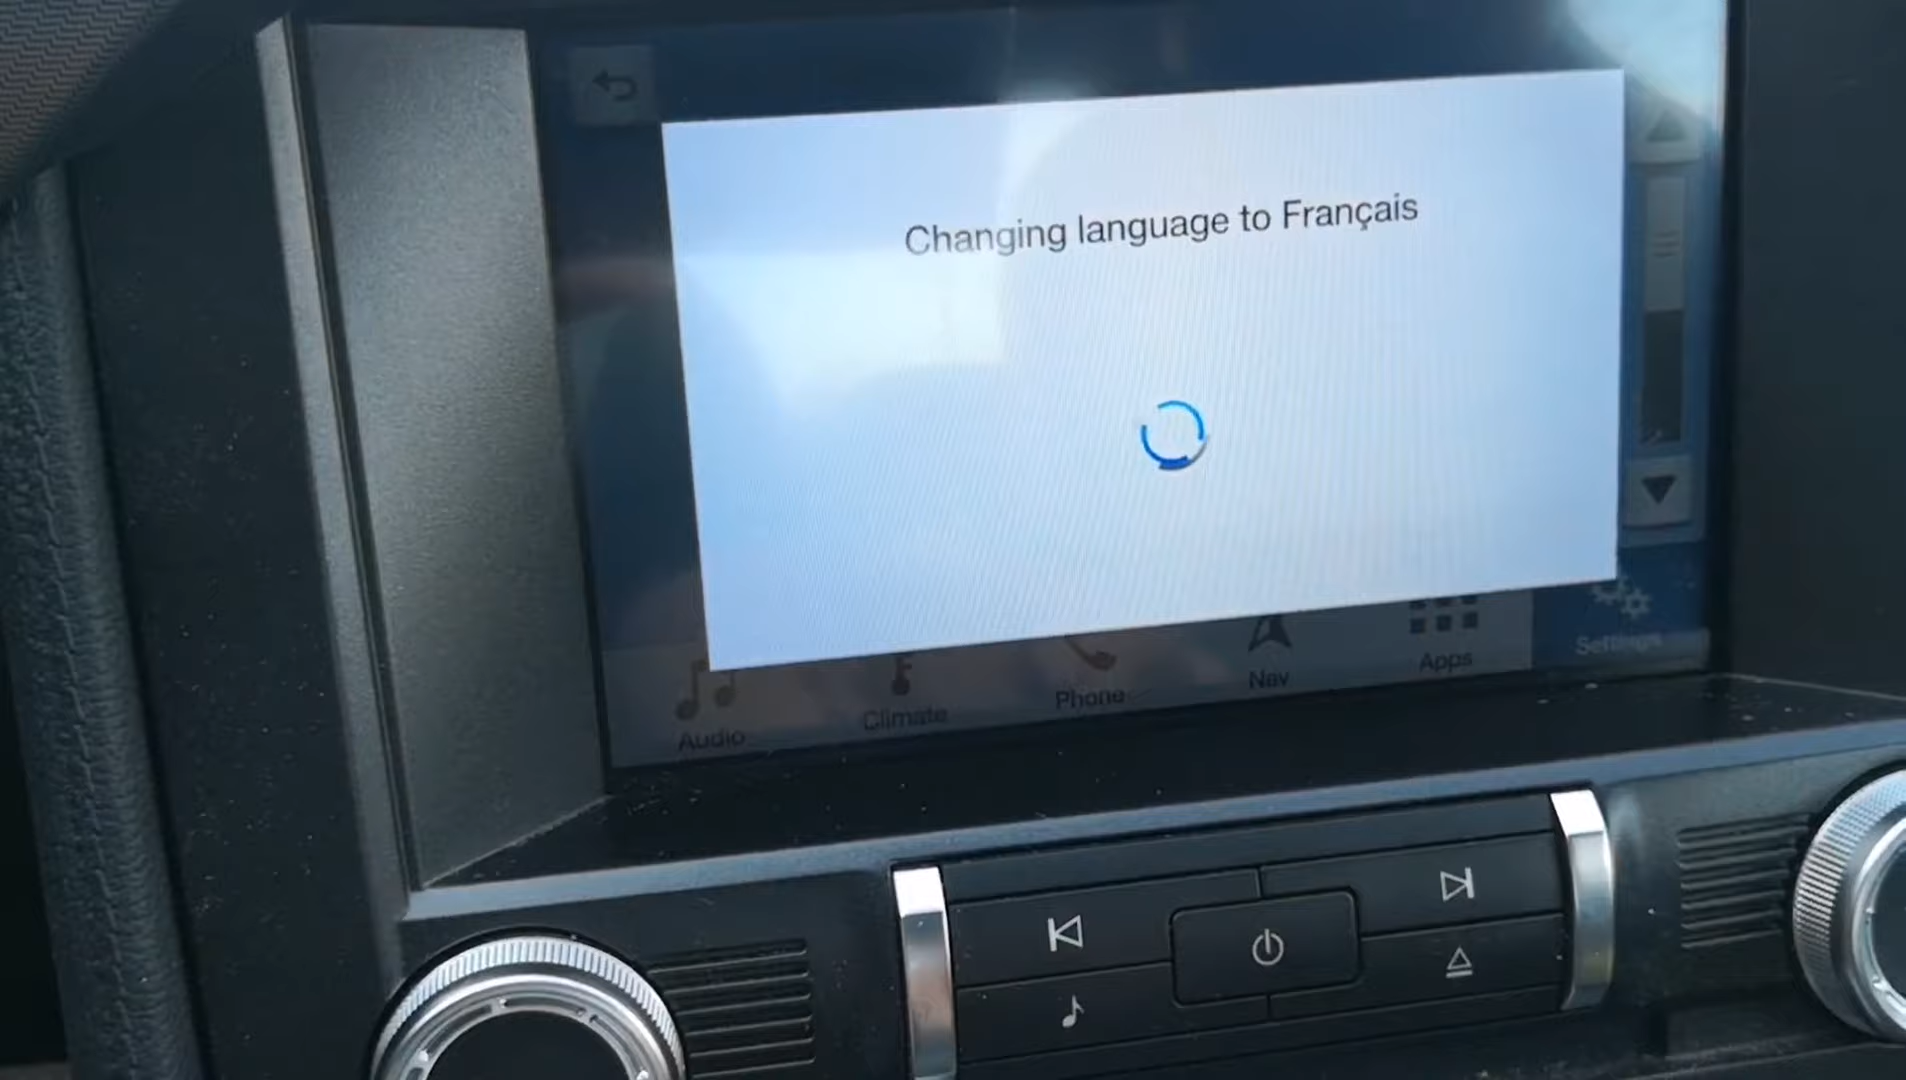 Changing language to Français
Audio
Climate
Phone
Nav
Apps
Settings